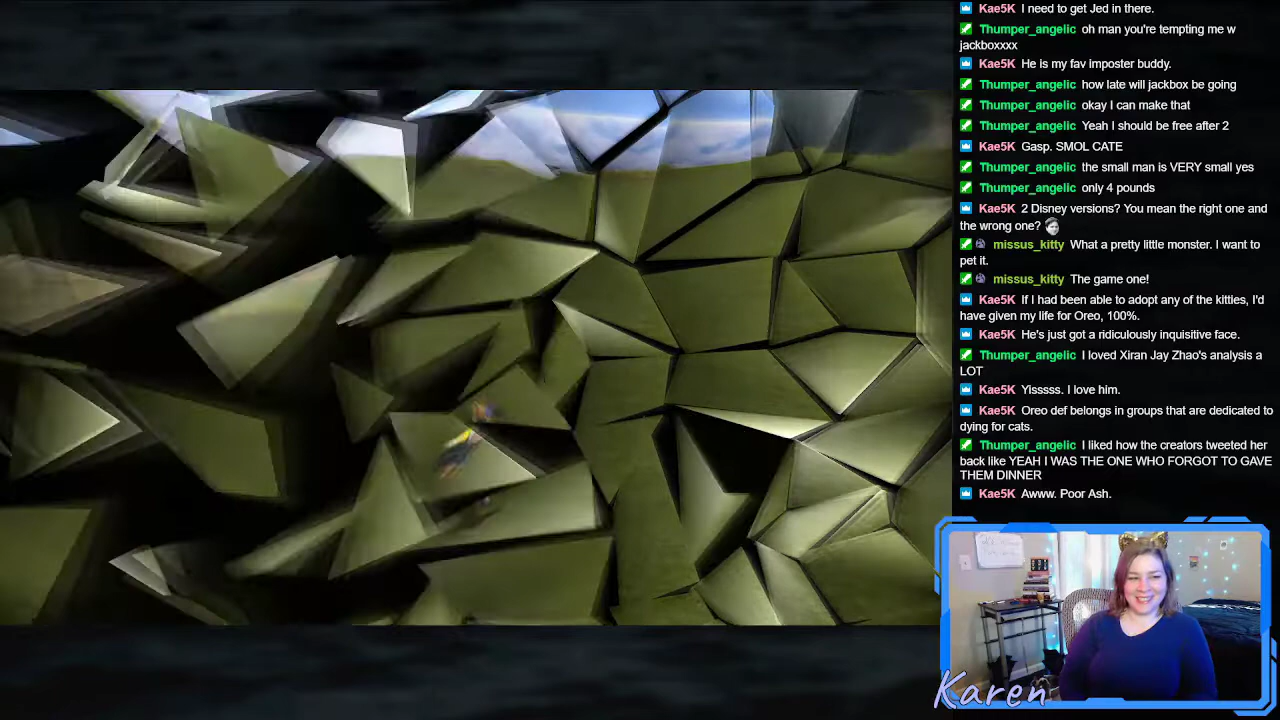 Kae5K I need to get Jed in there.
Thumper_angelic oh man you're tempting me w
jackboxxxx
Kae5K He is my fav imposter buddy.
Thumper_angelic how late will jackbox be going
Thumper_angelic okay I can make that
Thumper_angelic Yeah I should be free after 2
Kae5K Gasp. SMOL CATE
Thumper_angelic the small man is VERY small yes
Thumper_angelic only 4 pounds
Kae5K 2 Disney versions? You mean the right one and
the wrong one?
missus_kitty What a pretty little monster. I want to
pet it.
missus_kitty The game one!
Kae5K If I had been able to adopt any of the kitties, I'd
have given my life for Oreo, 100%.
Kae5K He's just got a ridiculously inquisitive face.
Thumper_angelic I loved Xiran Jay Zhao's analysis a
LOT
Kae5K Yisssss. I love him.
Kae5K Oreo def belongs in groups that are dedicated to
dying for cats.
Thumper_angelic I liked how the creators tweeted her
back like YEAH I WAS THE ONE WHO FORGOT TO GAVE
THEM DINNER
Kae5K Awww. Poor Ash.
Karen